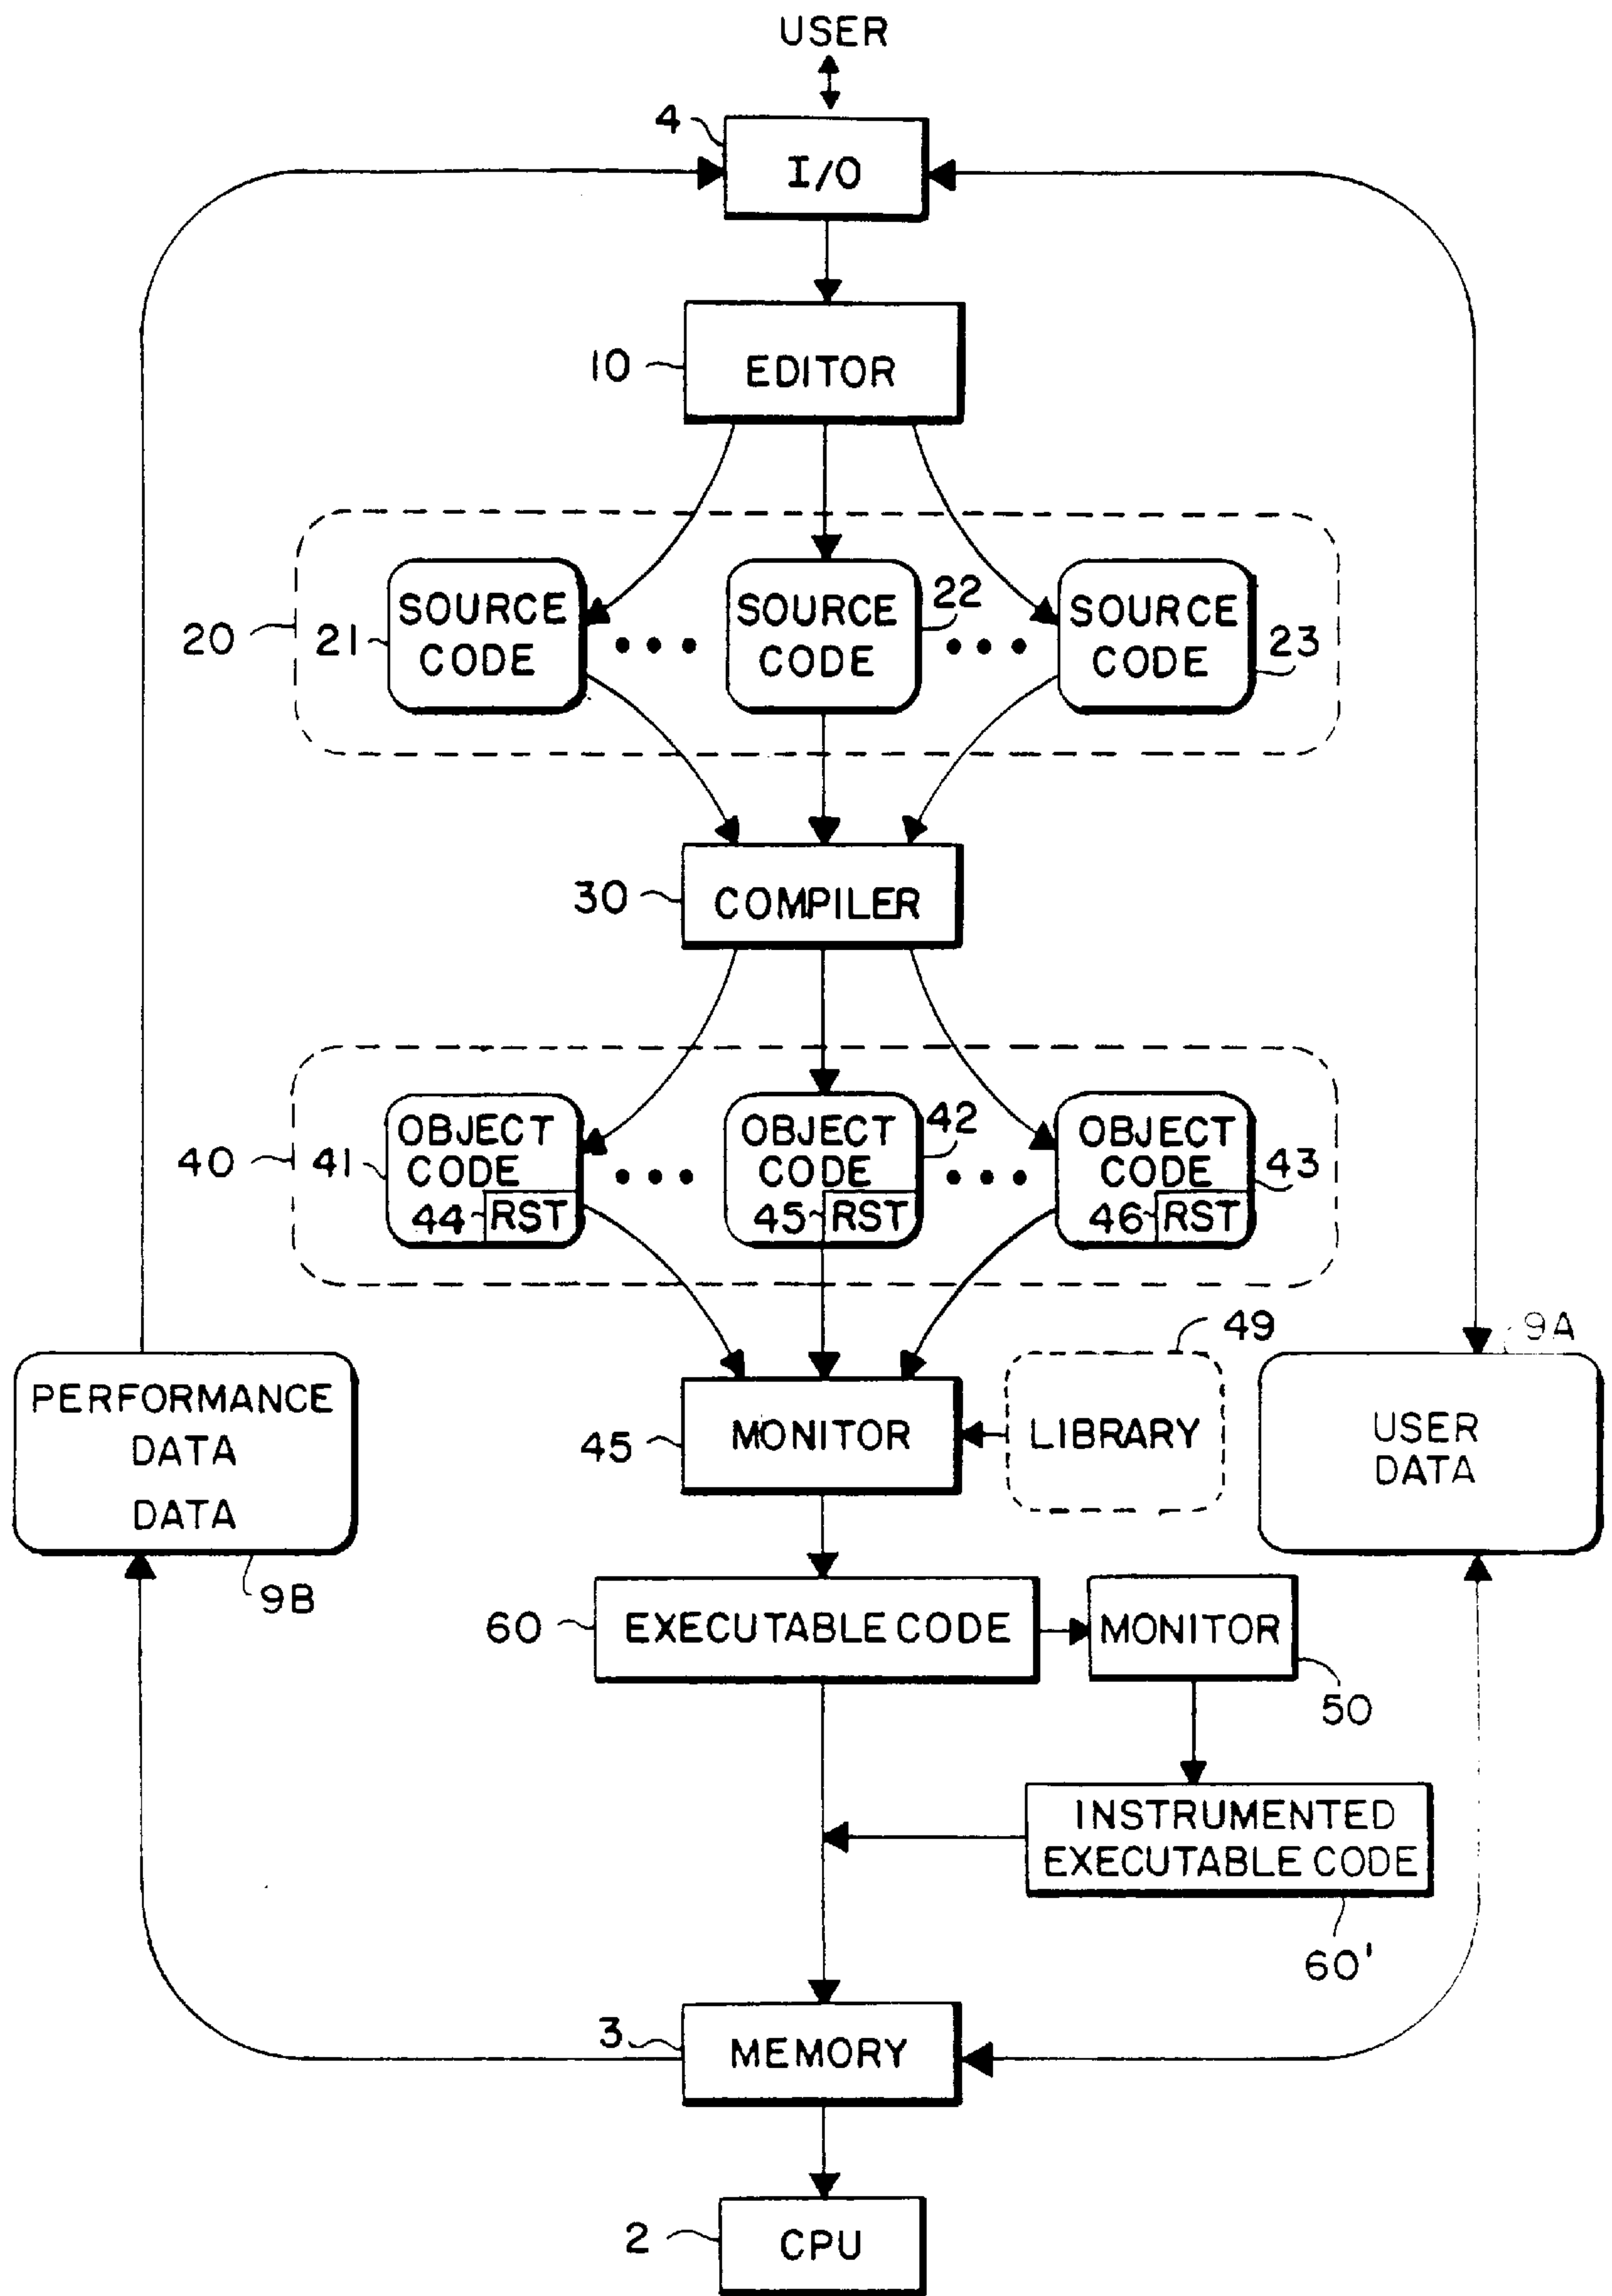 USER
4
I/O
10
EDITOR
20
21
SOURCE
CODE
SOURCE
CODE
22
SOURCE
CODE
23
30
COMPILER
40
41
OBJECT
CODE
44
RST
OBJECT
CODE
42
45
RST
OBJECT
CODE
43
46
RST
PERFORMANCE
DATA
DATA
9B
45
MONITOR
49
LIBRARY
9A
USER
DATA
60
EXECUTABLE CODE
MONITOR
50
INSTRUMENTED
EXECUTABLE CODE
60'
3
MEMORY
2
CPU